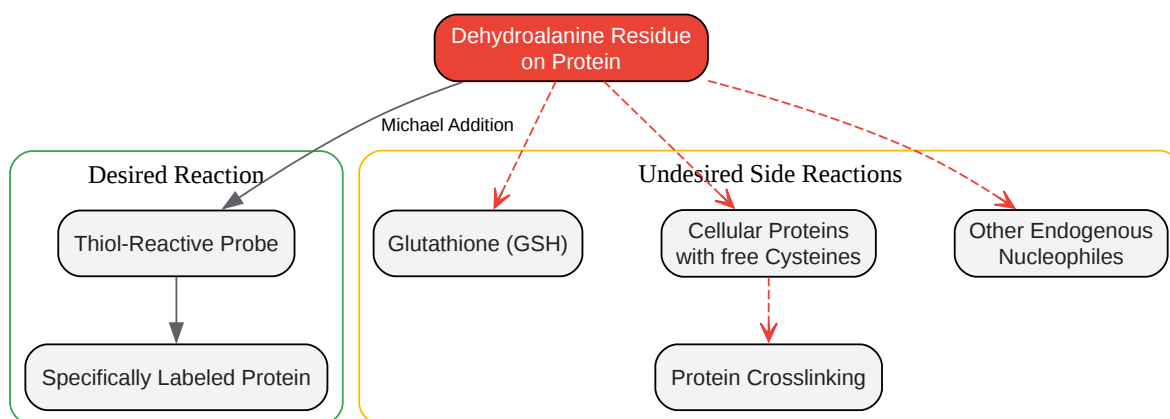 Dehydroalanine Residue
on Protein
Michael Addition
Desired Reaction
Undesired Side Reactions
Thiol-Reactive Probe
Glutathione (GSH)
Cellular Proteins
with free Cysteines
Other Endogenous
Nucleophiles
Specifically Labeled Protein
Protein Crosslinking